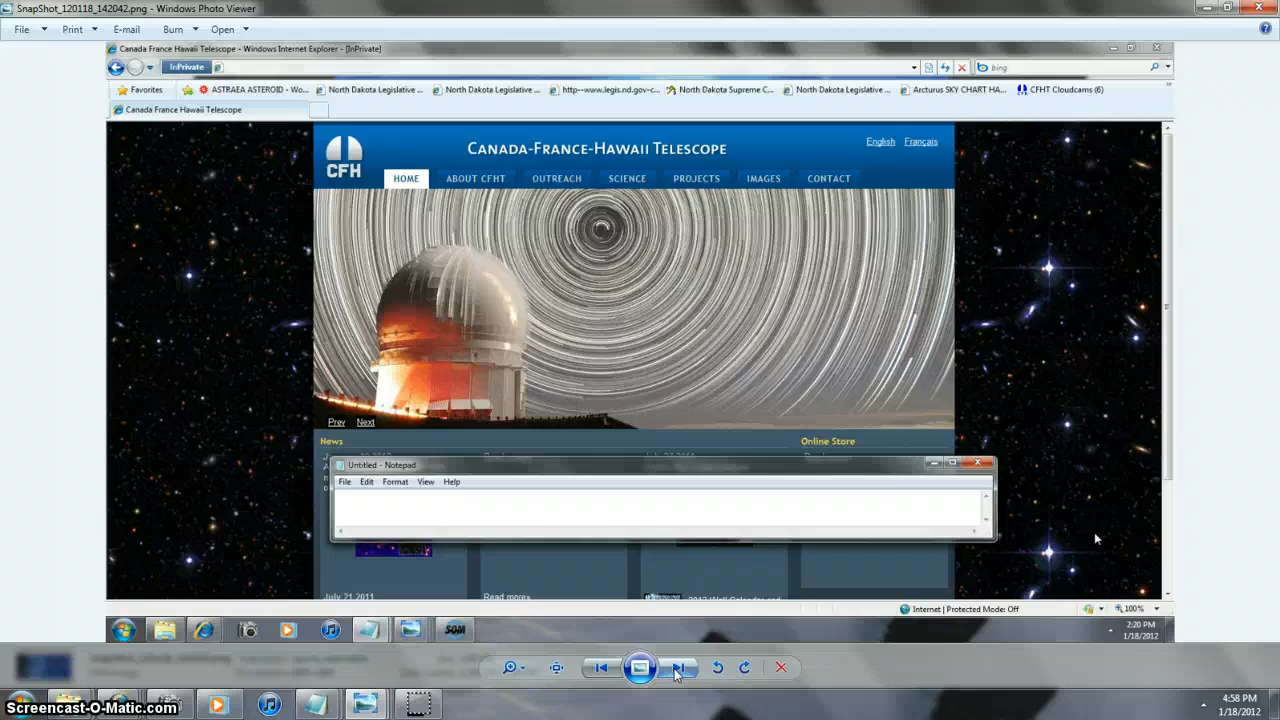 SnapShot_120118_142042.png - Windows Photo Viewer
File Print E-mail Burn Open
Canada France Hawaii Telescope - Windows Internet Explorer - [InPrivate]
InPrivate
bing
Favorites ASTRAEA ASTEROID - Wo... North Dakota Legislative ... North Dakota Legislative ... http--www.legis.nd.gov-c... North Dakota Supreme C... North Dakota Legislative ... Arcturus SKY CHART HA... CFHT Cloudcams (6)
Canada France Hawaii Telescope
CFH
CANADA-FRANCE-HAWAII TELESCOPE
English Français
HOME ABOUT CFHT OUTREACH SCIENCE PROJECTS IMAGES CONTACT
Prev Next
News Online Store
Untitled - Notepad
File Edit Format View Help
July 21 2011 Read more»
Internet | Protected Mode: Off 100%
SOM
2:20 PM
1/18/2012
4:58 PM
1/18/2012
Screencast-O-Matic.com